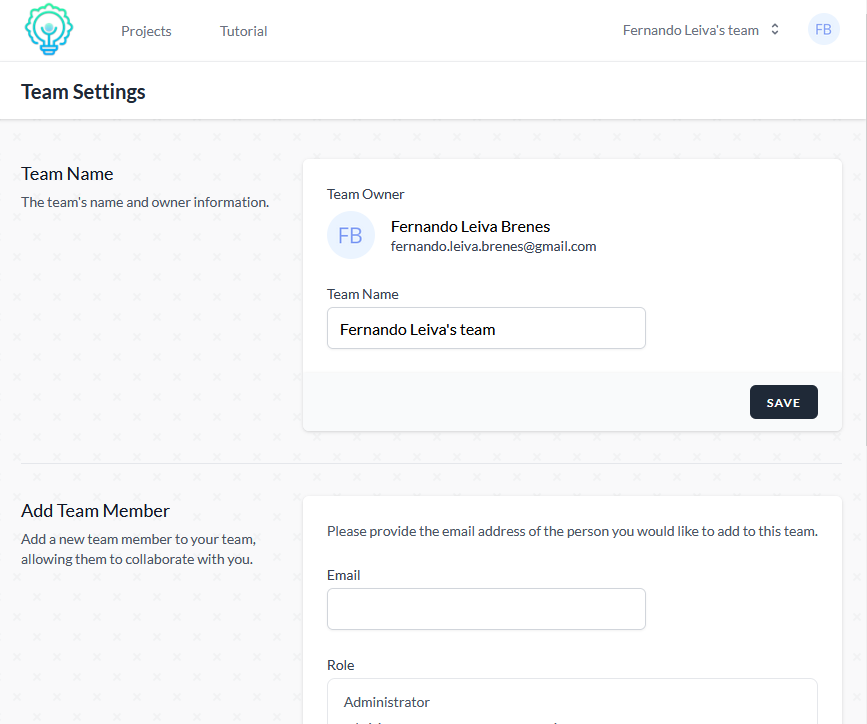 Projects
Tutorial
Fernando Leiva's team
FB
Team Settings
Team Name
The team's name and owner information.
Team Owner
FB
Fernando Leiva Brenes
fernando.leiva.brenes@gmail.com
Team Name
Fernando Leiva's team
SAVE
Add Team Member
Add a new team member to your team,
allowing them to collaborate with you.
Please provide the email address of the person you would like to add to this team.
Email
Role
Administrator